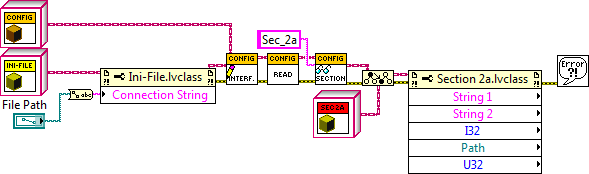 CONFIG
INI-FILE
File Path
abc
Ini-File.lvclass
Connection String
CONFIG
INTERF.
CONFIG
READ
Sec_2a
CONFIG
SECTION
SEC 2A
Section 2a.lvclass
String 1
String 2
I32
Path
U32
Error
?!